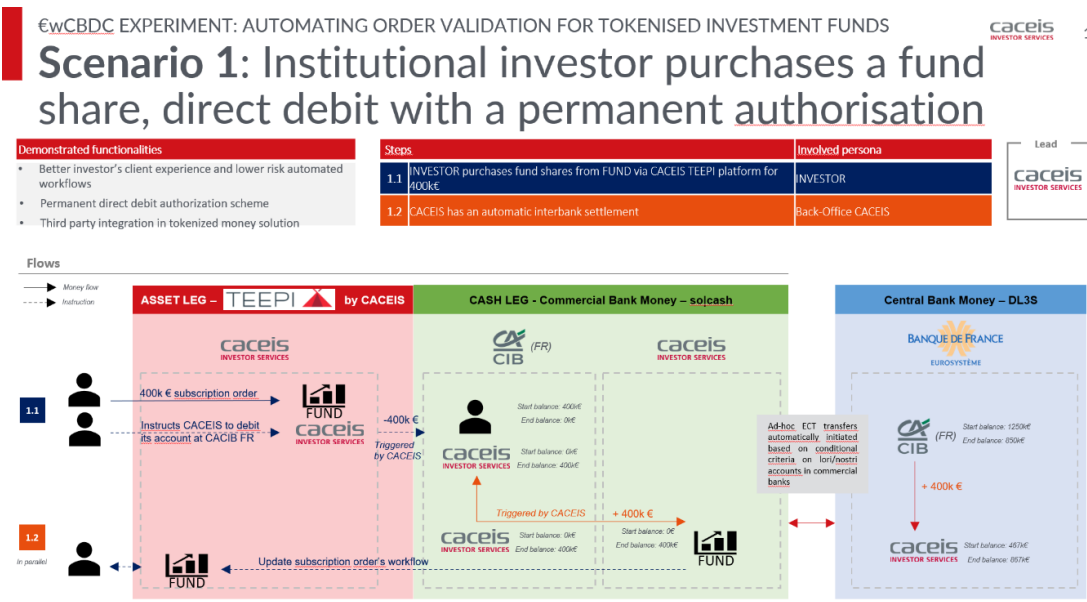 €wCBDC EXPERIMENT: AUTOMATING ORDER VALIDATION FOR TOKENISED INVESTMENT FUNDS
caceis
INVESTOR SERVICES
Scenario 1: Institutional investor purchases a fund
share, direct debit with a permanent authorisation
Demonstrated functionalities
• Better investor's client experience and lower risk automated
workflows
• Permanent direct debit authorization scheme
• Third party integration in tokenized money solution
Steps
Involved persona
1.1
INVESTOR purchases fund shares from FUND via CACEIS TEEPI platform for
400k€
INVESTOR
1.2
CACEIS has an automatic interbank settlement
Back-Office CACEIS
Lead
caceis
INVESTOR SERVICES
Flows
Money flow
Instruction
ASSET LEG – TEEPI by CACEIS
CASH LEG - Commercial Bank Money – so|cash
Central Bank Money – DL3S
caceis
INVESTOR SERVICES
CA
CIB
(FR)
caceis
INVESTOR SERVICES
BANQUE DE FRANCE
EUROSYSTÈME
1.1
400k € subscription order
FUND
Instructs CACEIS to debit
its account at CACIB FR
caceis
INVESTOR SERVICES
-400k €
Triggered
by CACEIS
Start balance: 400k€
End balance: 0k€
caceis
INVESTOR SERVICES
Start balance: 0k€
End balance: 400k€
Triggered by CACEIS
+ 400k €
caceis
INVESTOR SERVICES
Start balance: 0k€
End balance: 400k€
Start balance: 0€
End balance: 400k€
FUND
Ad-hoc ECT transfers
automatically initiated
based on conditional
criteria on lori/nostri
accounts in commercial
banks
CA
CIB
(FR)
Start balance: 1250k€
End balance: 850k€
+ 400k €
caceis
INVESTOR SERVICES
Start balance: 467k€
End balance: 867k€
1.2
In parallel
FUND
Update subscription order's workflow